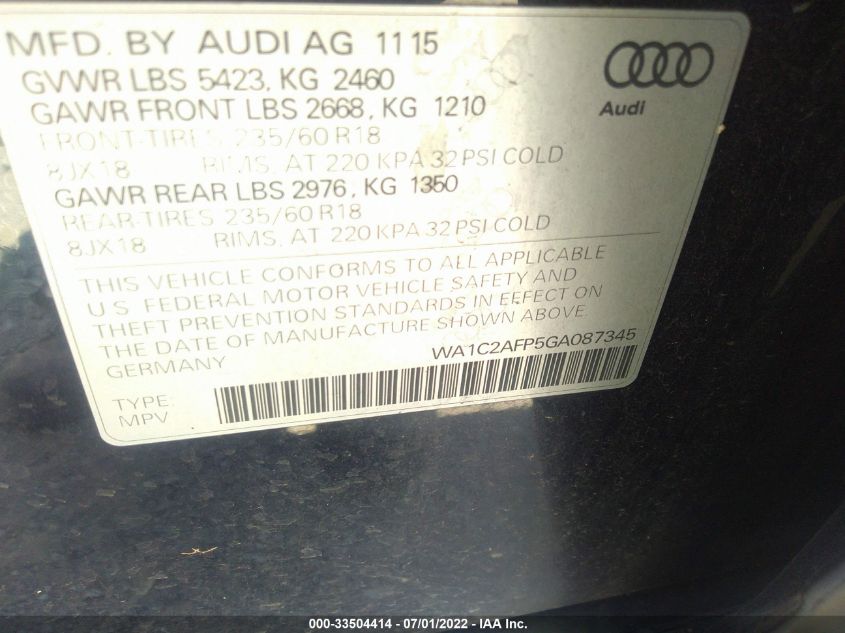 MFD. BY AUDI AG 11 15
GVWR LBS 5423, KG 2460
GAWR FRONT LBS 2668, KG 1210
FRONT-TIRES 235/60 R18
8JX18 RIMS, AT 220 KPA 32 PSI COLD
GAWR REAR LBS 2976, KG 1350
REAR-TIRES 235/60 R18
8JX18 RIMS, AT 220 KPA 32 PSI COLD
Audi
THIS VEHICLE CONFORMS TO ALL APPLICABLE
U.S. FEDERAL MOTOR VEHICLE SAFETY AND
THEFT PREVENTION STANDARDS IN EFFECT ON
THE DATE OF MANUFACTURE SHOWN ABOVE
GERMANY WA1C2AFP5GA087345
TYPE:
MPV
000-33504414 - 07/01/2022 - IAA Inc.